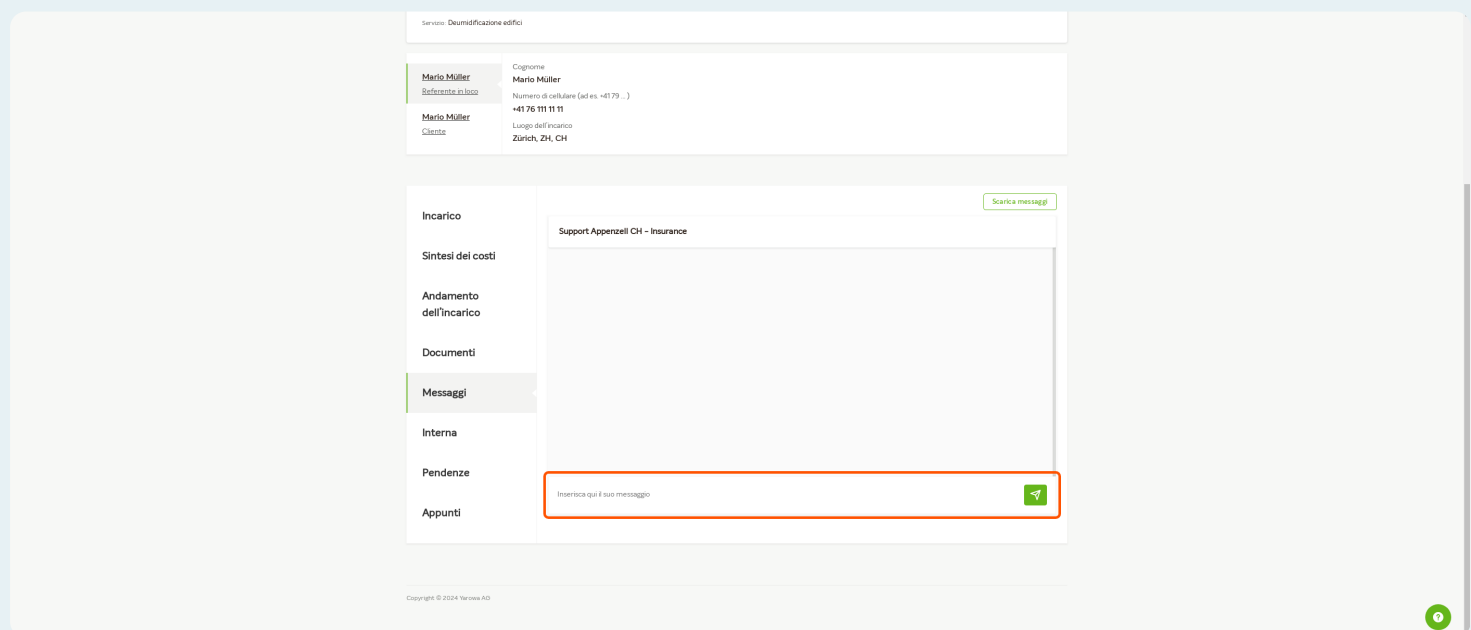 Servizio: Deumidificazione edifici
Mario Müller
Referente in loco
Mario Müller
Cliente
Cognome
Mario Müller
Numero di cellulare (ad es. +41 79 ... )
+41 76 111 11 11
Luogo dell'incarico
Zürich, ZH, CH
Incarico
Sintesi dei costi
Andamento
dell'incarico
Documenti
Messaggi
Interna
Pendenze
Appunti
Scarica messaggi
Support Appenzell CH - Insurance
Inserisca qui il suo messaggio
Copyright © 2024 Yarowa AG